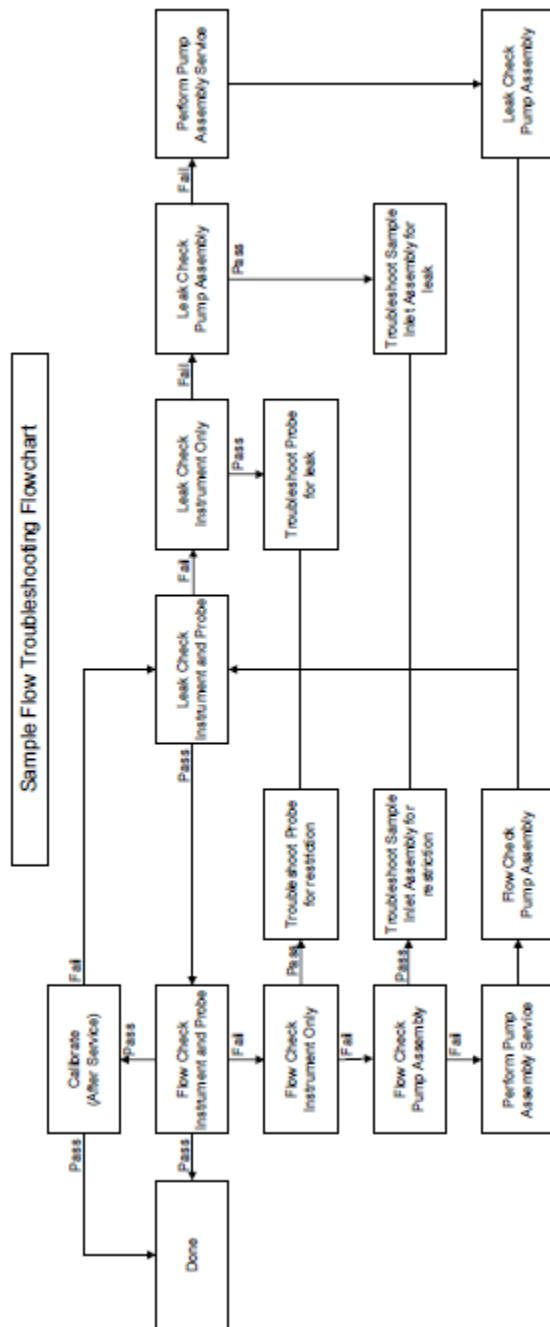 Sample Flow Troubleshooting Flowchart
Calibrate
(After Service)
Pass
Fail
Pass
Done
Pass
Flow Check
Instrument and Probe
Pass
Leak Check
Instrument and Probe
Fail
Leak Check
Instrument Only
Fail
Leak Check
Pump Assembly
Fail
Perform Pump
Assembly Service
Fail
Pass
Pass
Flow Check
Instrument Only
Pass
Troubleshoot Probe
for restriction
Troubleshoot Probe
for leak
Fail
Flow Check
Pump Assembly
Pass
Troubleshoot Sample
Inlet Assembly for
restriction
Troubleshoot Sample
Inlet Assembly for
leak
Fail
Perform Pump
Assembly Service
Flow Check
Pump Assembly
Leak Check
Pump Assembly